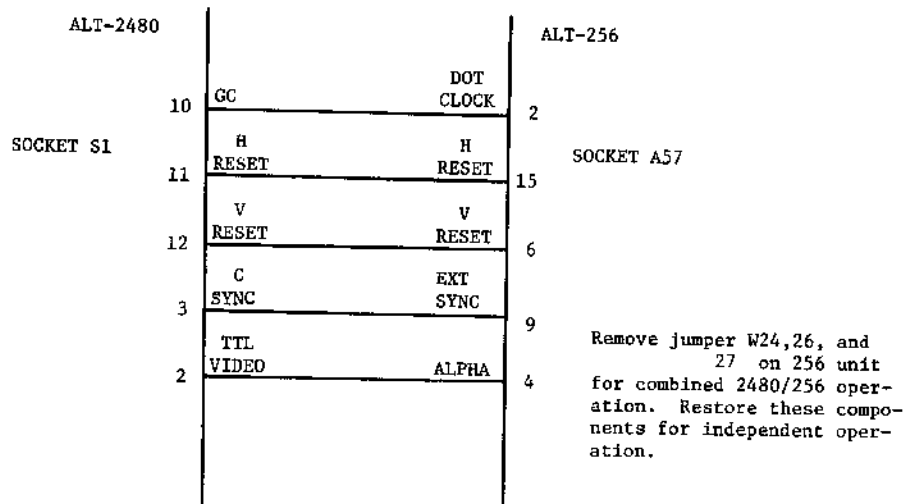 ALT-2480
ALT-256
DOT
GC CLOCK
10 2
H H
SOCKET S1 SOCKET A57
RESET RESET
11 15
V V
RESET RESET
12 6
C EXT
SYNC SYNC
3 9
TTL
VIDEO ALPHA
2 4
Remove jumper W24,26, and
27 on 256 unit
for combined 2480/256 oper-
ation. Restore these compo-
nents for independent oper-
ation.